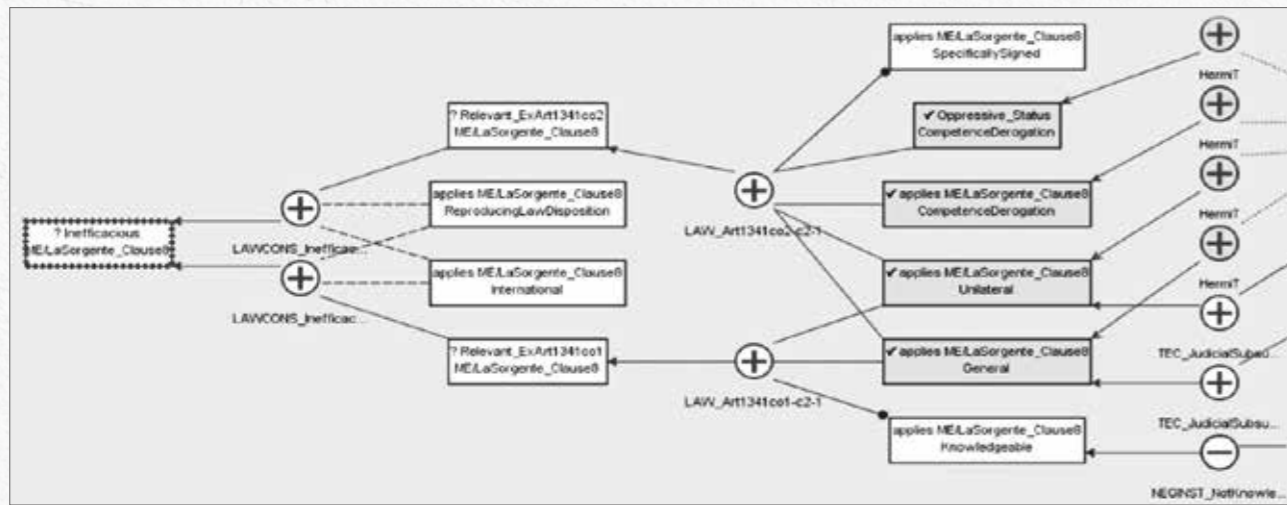 applies ME/LaSorgente_Clause8
SpecificallySigned
HermiT
? Relevant_ExArt1341co2
ME/LaSorgente_Clause8
✔ Oppressive_Status
CompetenceDerogation
HermiT
applies ME/LaSorgente_Clause8
ReproducingLawDisposition
✔ applies ME/LaSorgente_Clause8
CompetenceDerogation
HermiT
? Inefficacious
ME/LaSorgente_Clause8
LAWCONS_Inefficac...
LAW_Art1341co2-c2-1
applies ME/LaSorgente_Clause8
International
✔ applies ME/LaSorgente_Clause8
Unilateral
HermiT
LAWCONS_Inefficac...
? Relevant_ExArt1341co1
ME/LaSorgente_Clause8
✔ applies ME/LaSorgente_Clause8
General
TEC_JudicialSubsu...
LAW_Art1341co1-c2-1
applies ME/LaSorgente_Clause8
Knowledgeable
TEC_JudicialSubsu...
NEGINST_NotKnowle...